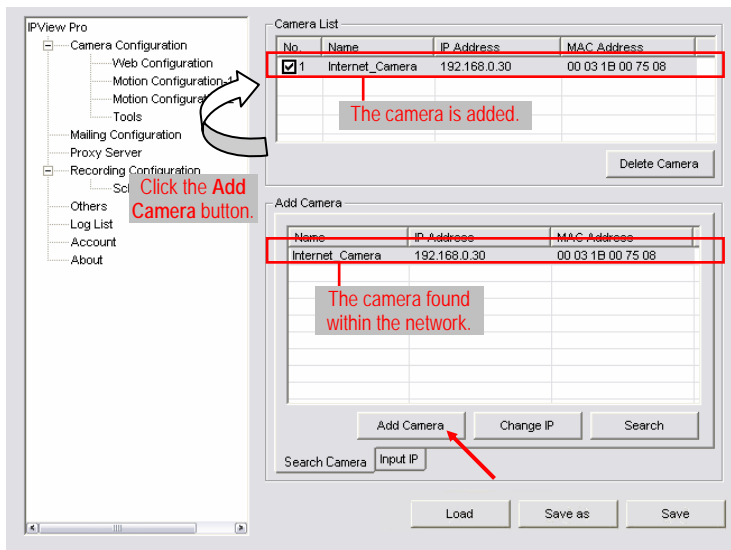 IPView Pro
Camera Configuration
Web Configuration
Motion Configuration-1
Motion Configurat
Tools
Mailing Configuration
Proxy Server
Recording Configuration
Sc
Others
Log List
Account
About
Click the Add
Camera button.
Camera List
No. Name IP Address MAC Address
1 Internet_Camera 192.168.0.30 00 03 1B 00 75 08
The camera is added.
Delete Camera
Add Camera
Name IP Address MAC Address
Internet_Camera 192.168.0.30 00 03 1B 00 75 08
The camera found
within the network.
Add Camera Change IP Search
Search Camera Input IP
Load Save as Save